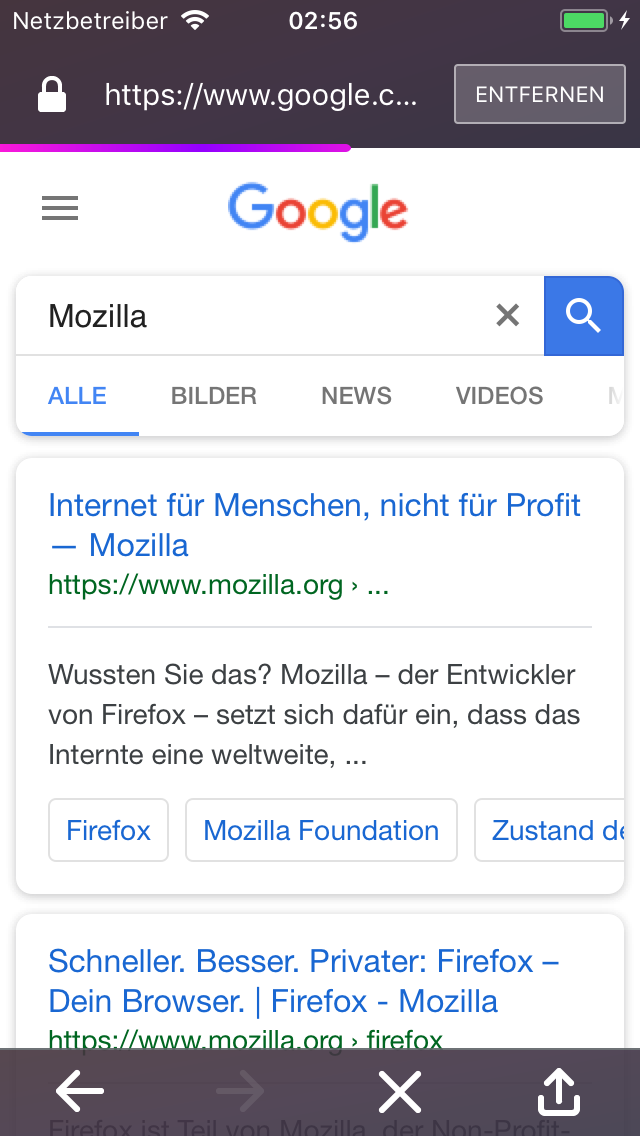 Netzbetreiber 02:56
https://www.google.c... ENTFERNEN
Google
Mozilla
ALLE BILDER NEWS VIDEOS M
Internet für Menschen, nicht für Profit
— Mozilla
https://www.mozilla.org › ...
Wussten Sie das? Mozilla – der Entwickler
von Firefox – setzt sich dafür ein, dass das
Internte eine weltweite, ...
Firefox Mozilla Foundation Zustand de
Schneller. Besser. Privater: Firefox –
Dein Browser. | Firefox - Mozilla
https://www.mozilla.org › firefox
Firefox ist Teil von Mozilla, der Non-Profit-